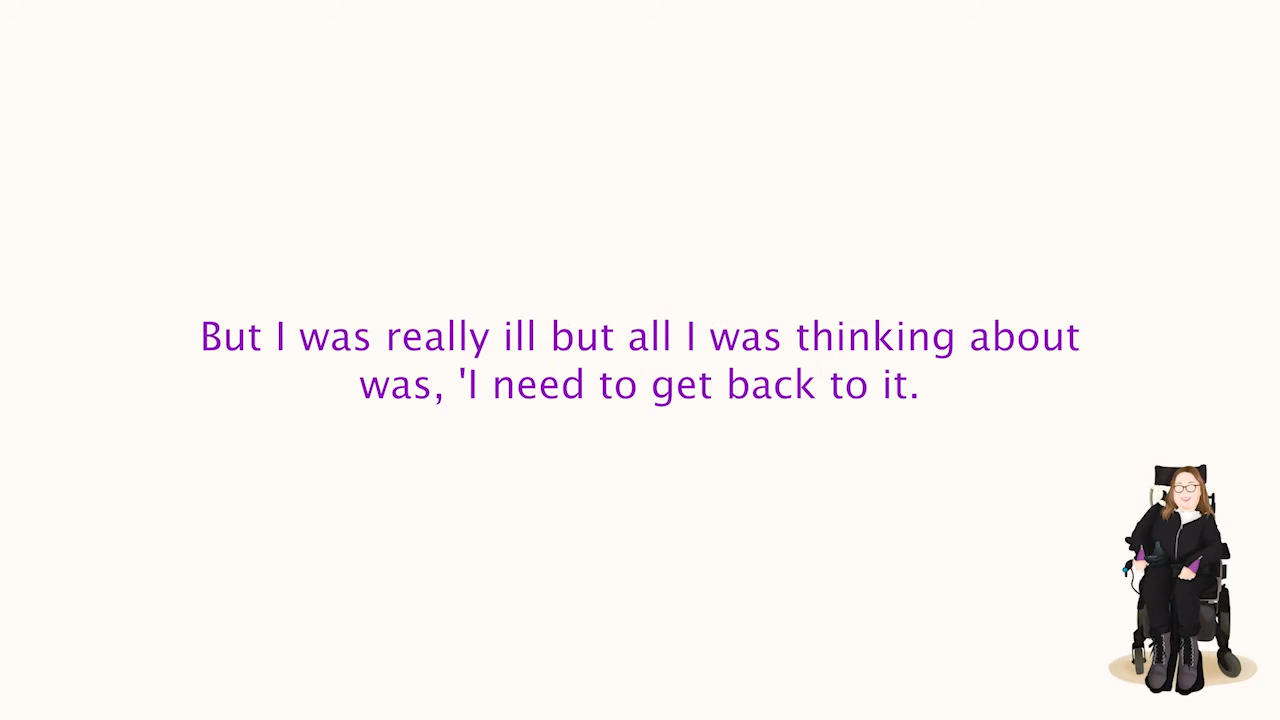 But I was really ill but all I was thinking about
was, 'I need to get back to it.